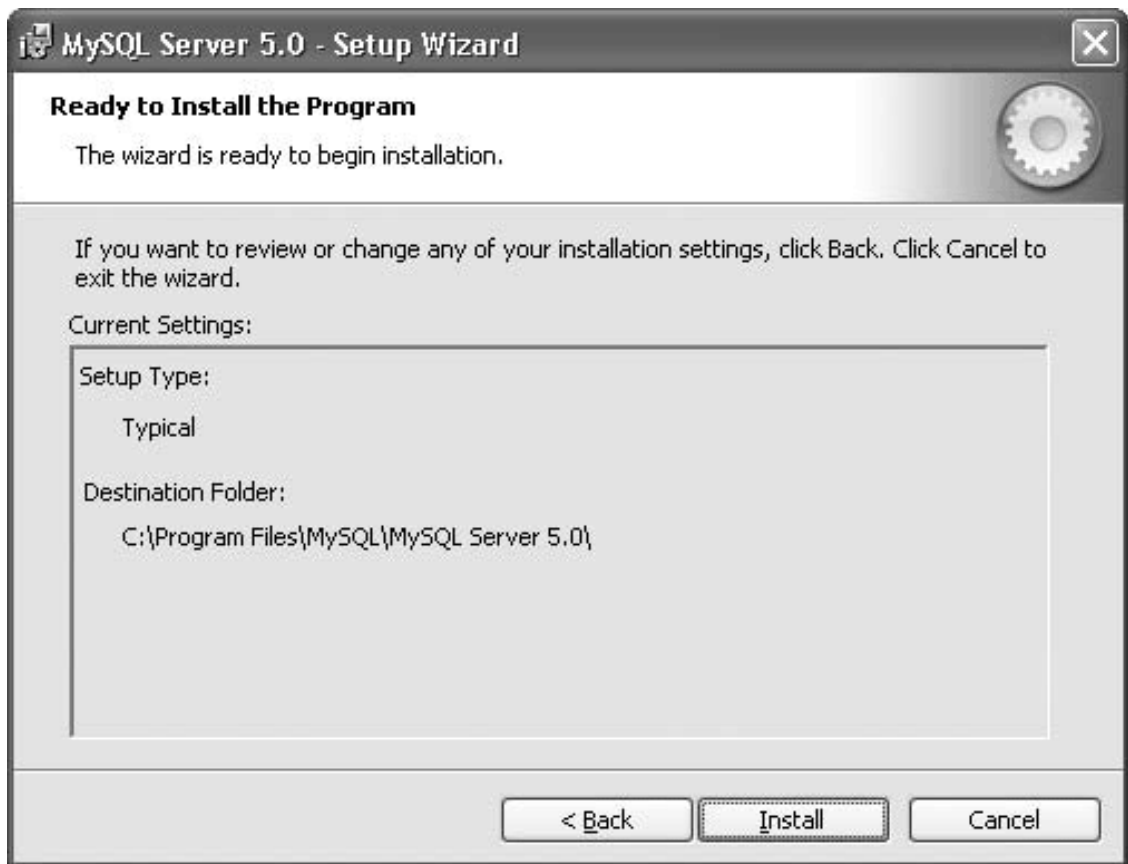 MySQL Server 5.0 - Setup Wizard
Ready to Install the Program
The wizard is ready to begin installation.
If you want to review or change any of your installation settings, click Back. Click Cancel to
exit the wizard.
Current Settings:
Setup Type:
Typical
Destination Folder:
C:\Program Files\MySQL\MySQL Server 5.0\
< Back
Install
Cancel